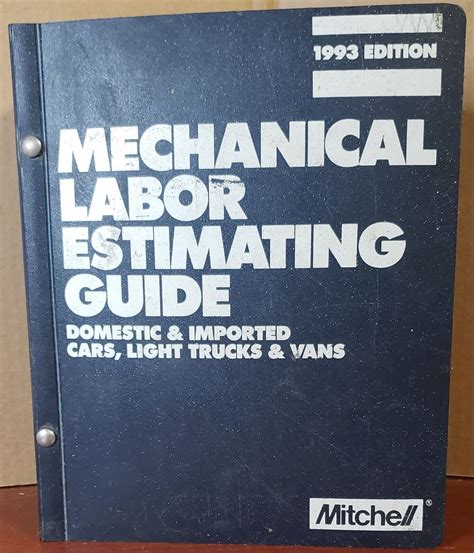 1993 EDITION
MECHANICAL
LABOR
ESTIMATING
GUIDE
DOMESTIC & IMPORTED
CARS, LIGHT TRUCKS & VANS
Mitchell®